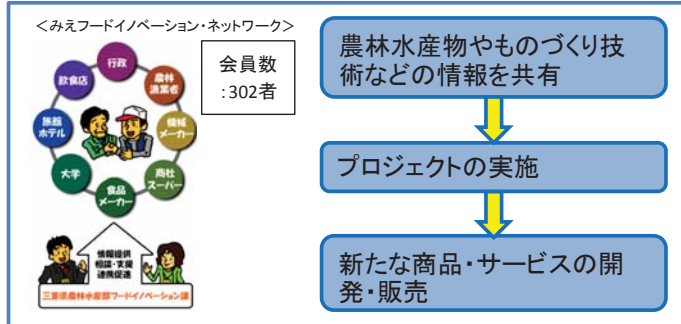 ＜みえフードイノベーション・ネットワーク＞
会員数
:302者
行政
農林
漁業者
機械
メーカー
商社
スーパー
食品
メーカー
大学
旅館
ホテル
飲食店
情報提供
相談・支援
連携促進
三重県農林水産部フードイノベーション課
農林水産物やものづくり技
術などの情報を共有
プロジェクトの実施
新たな商品・サービスの開
発・販売